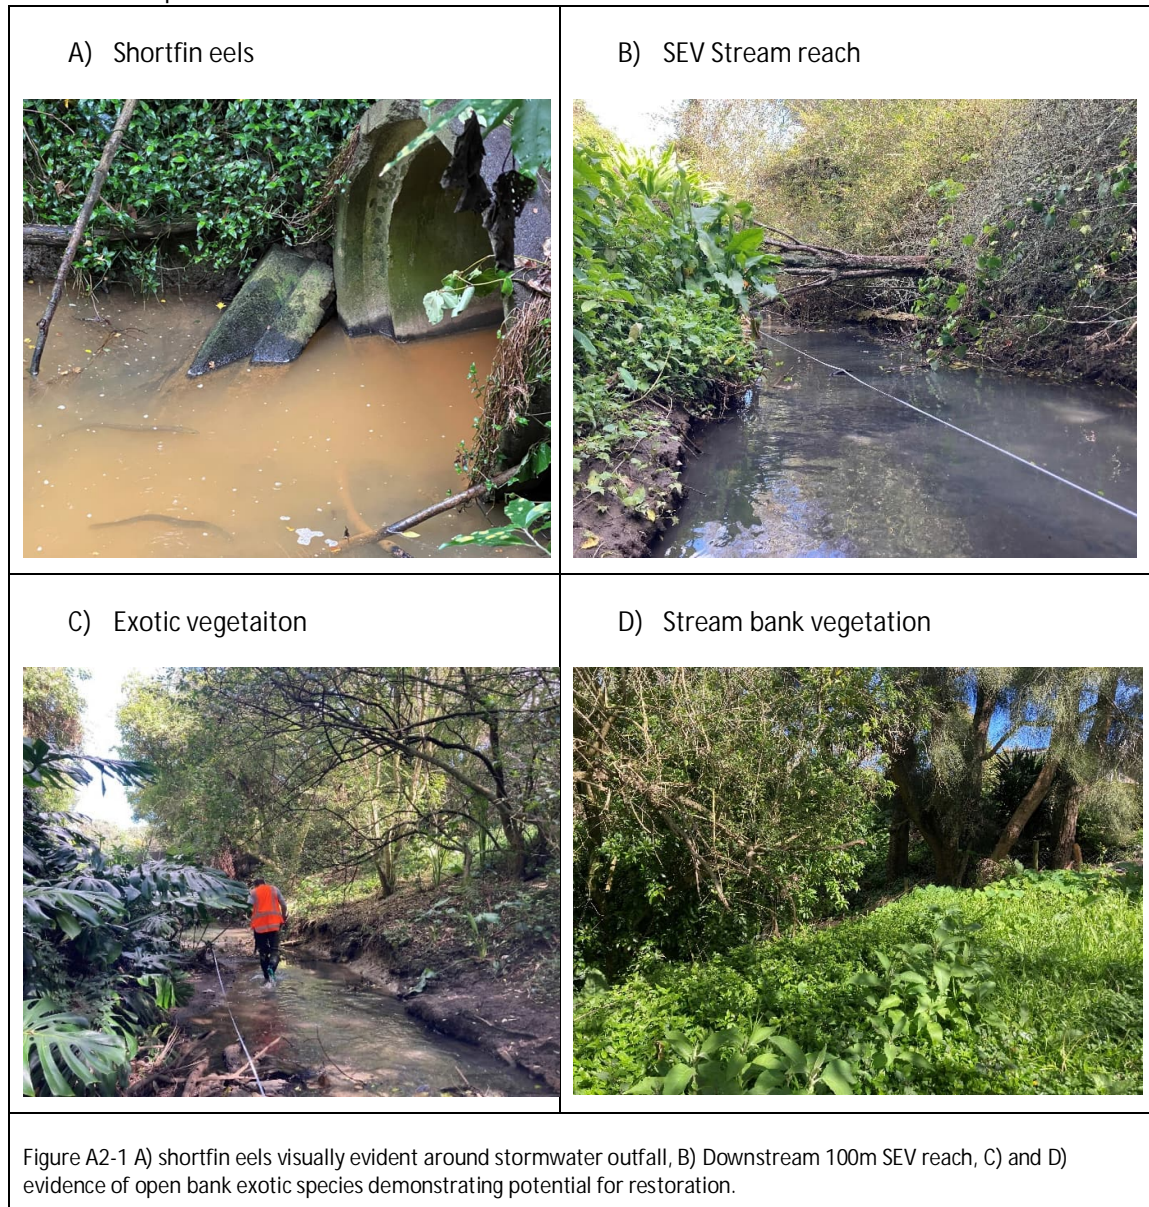 A) Shortfin eels
B) SEV Stream reach
C) Exotic vegetaiton
D) Stream bank vegetation
Figure A2-1 A) shortfin eels visually evident around stormwater outfall, B) Downstream 100m SEV reach, C) and D)
evidence of open bank exotic species demonstrating potential for restoration.